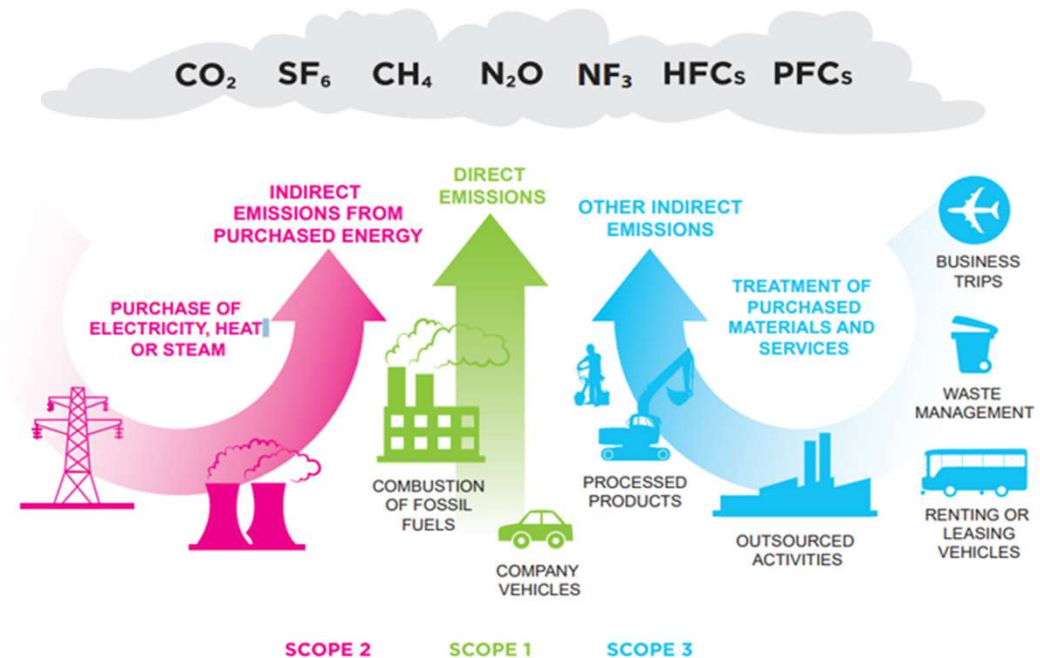 CO₂ SF₆ CH₄ N₂O NF₃ HFCs PFCs
INDIRECT
EMISSIONS FROM
PURCHASED ENERGY
DIRECT
EMISSIONS
OTHER INDIRECT
EMISSIONS
PURCHASE OF
ELECTRICITY, HEAT
OR STEAM
TREATMENT OF
PURCHASED
MATERIALS AND
SERVICES
BUSINESS
TRIPS
WASTE
MANAGEMENT
COMBUSTION
OF FOSSIL
FUELS
PROCESSED
PRODUCTS
RENTING OR
LEASING
VEHICLES
OUTSOURCED
ACTIVITIES
COMPANY
VEHICLES
SCOPE 2 SCOPE 1 SCOPE 3